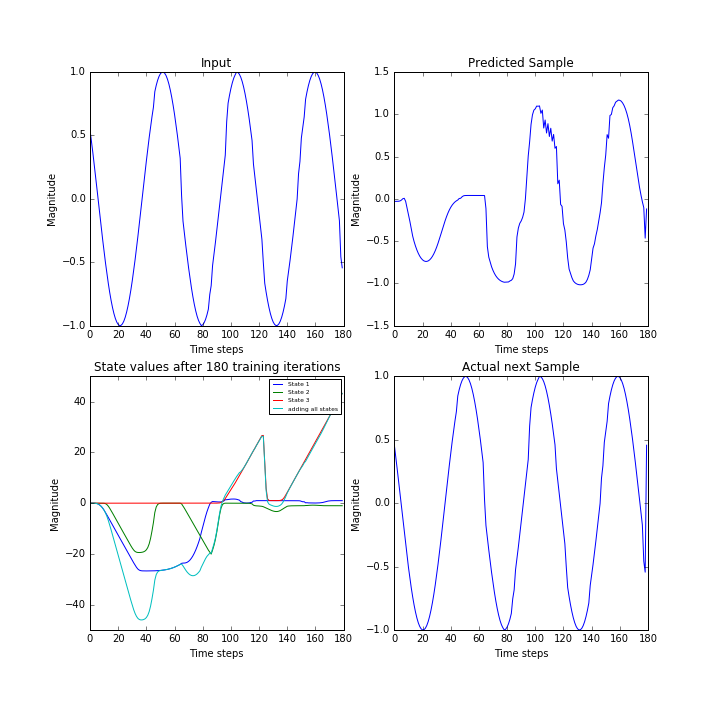 Input
Magnitude
1.0
0.5
0.0
−0.5
−1.0
0 20 40 60 80 100 120 140 160 180
Time steps
Predicted Sample
Magnitude
1.5
1.0
0.5
0.0
−0.5
−1.0
−1.5
0 20 40 60 80 100 120 140 160 180
Time steps
State values after 180 training iterations
Magnitude
40
20
0
−20
−40
State 1
State 2
State 3
adding all states
0 20 40 60 80 100 120 140 160 180
Time steps
Actual next Sample
Magnitude
1.0
0.5
0.0
−0.5
−1.0
0 20 40 60 80 100 120 140 160 180
Time steps